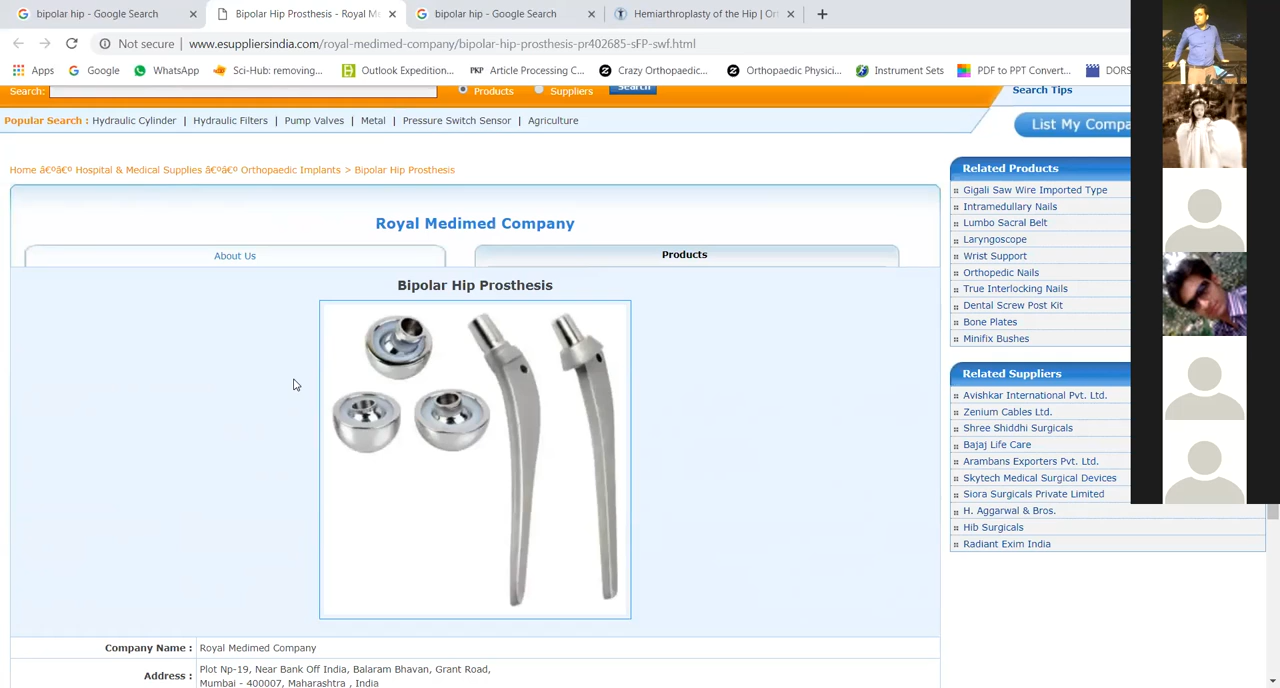 bipolar hip - Google Search
Bipolar Hip Prosthesis - Royal M
bipolar hip - Google Search
Hemiarthroplasty of the Hip | Ort
Not secure | www.esuppliersindia.com/royal-medimed-company/bipolar-hip-prosthesis-pr402685-sFP-swf.html
Apps
Google
WhatsApp
Sci-Hub: removing...
Outlook Expedition...
PKP Article Processing C...
Crazy Orthopaedic...
Orthopaedic Physici...
Instrument Sets
PDF to PPT Convert...
DORS
Search:
Products
Suppliers
Search
Search Tips
Popular Search : Hydraulic Cylinder | Hydraulic Filters | Pump Valves | Metal | Pressure Switch Sensor | Agriculture
List My Compa
Home â€ºâ€º Hospital & Medical Supplies â€ºâ€º Orthopaedic Implants > Bipolar Hip Prosthesis
Royal Medimed Company
About Us
Products
Bipolar Hip Prosthesis
Company Name : Royal Medimed Company
Address : Plot Np-19, Near Bank Off India, Balaram Bhavan, Grant Road,
Mumbai - 400007, Maharashtra , India
Related Products
Gigali Saw Wire Imported Type
Intramedullary Nails
Lumbo Sacral Belt
Laryngoscope
Wrist Support
Orthopedic Nails
True Interlocking Nails
Dental Screw Post Kit
Bone Plates
Minifix Bushes
Related Suppliers
Avishkar International Pvt. Ltd.
Zenium Cables Ltd.
Shree Shiddhi Surgicals
Bajaj Life Care
Arambans Exporters Pvt. Ltd.
Skytech Medical Surgical Devices
Siora Surgicals Private Limited
H. Aggarwal & Bros.
Hib Surgicals
Radiant Exim India